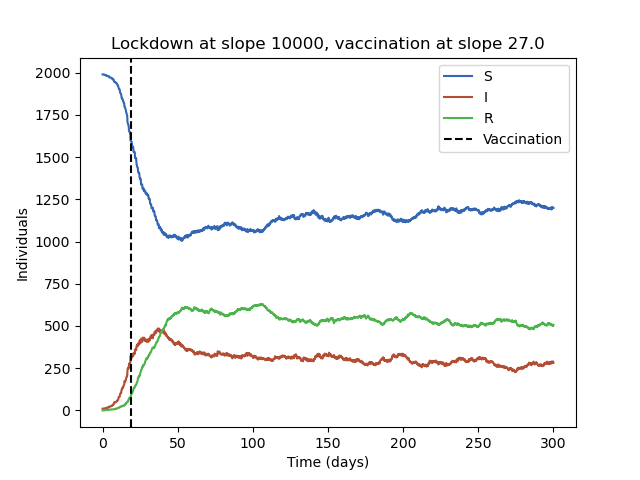 Lockdown at slope 10000, vaccination at slope 27.0
2000
1750
1500
1250
1000
750
500
250
0
Individuals
S
I
R
Vaccination
0 50 100 150 200 250 300
Time (days)